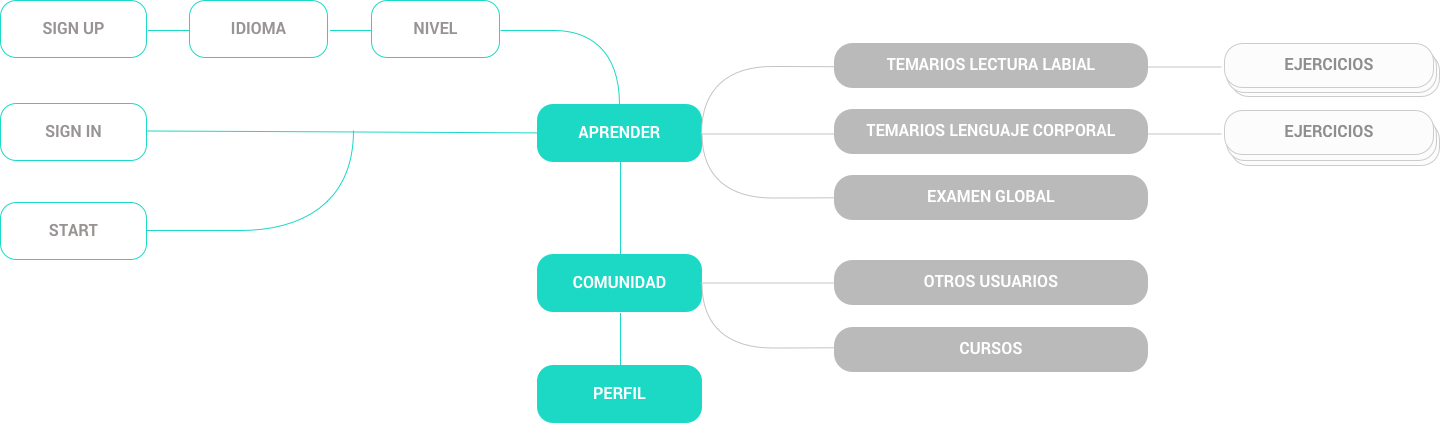 SIGN UP
IDIOMA
NIVEL
TEMARIOS LECTURA LABIAL
EJERCICIOS
SIGN IN
APRENDER
TEMARIOS LENGUAJE CORPORAL
EJERCICIOS
EXAMEN GLOBAL
START
COMUNIDAD
OTROS USUARIOS
CURSOS
PERFIL